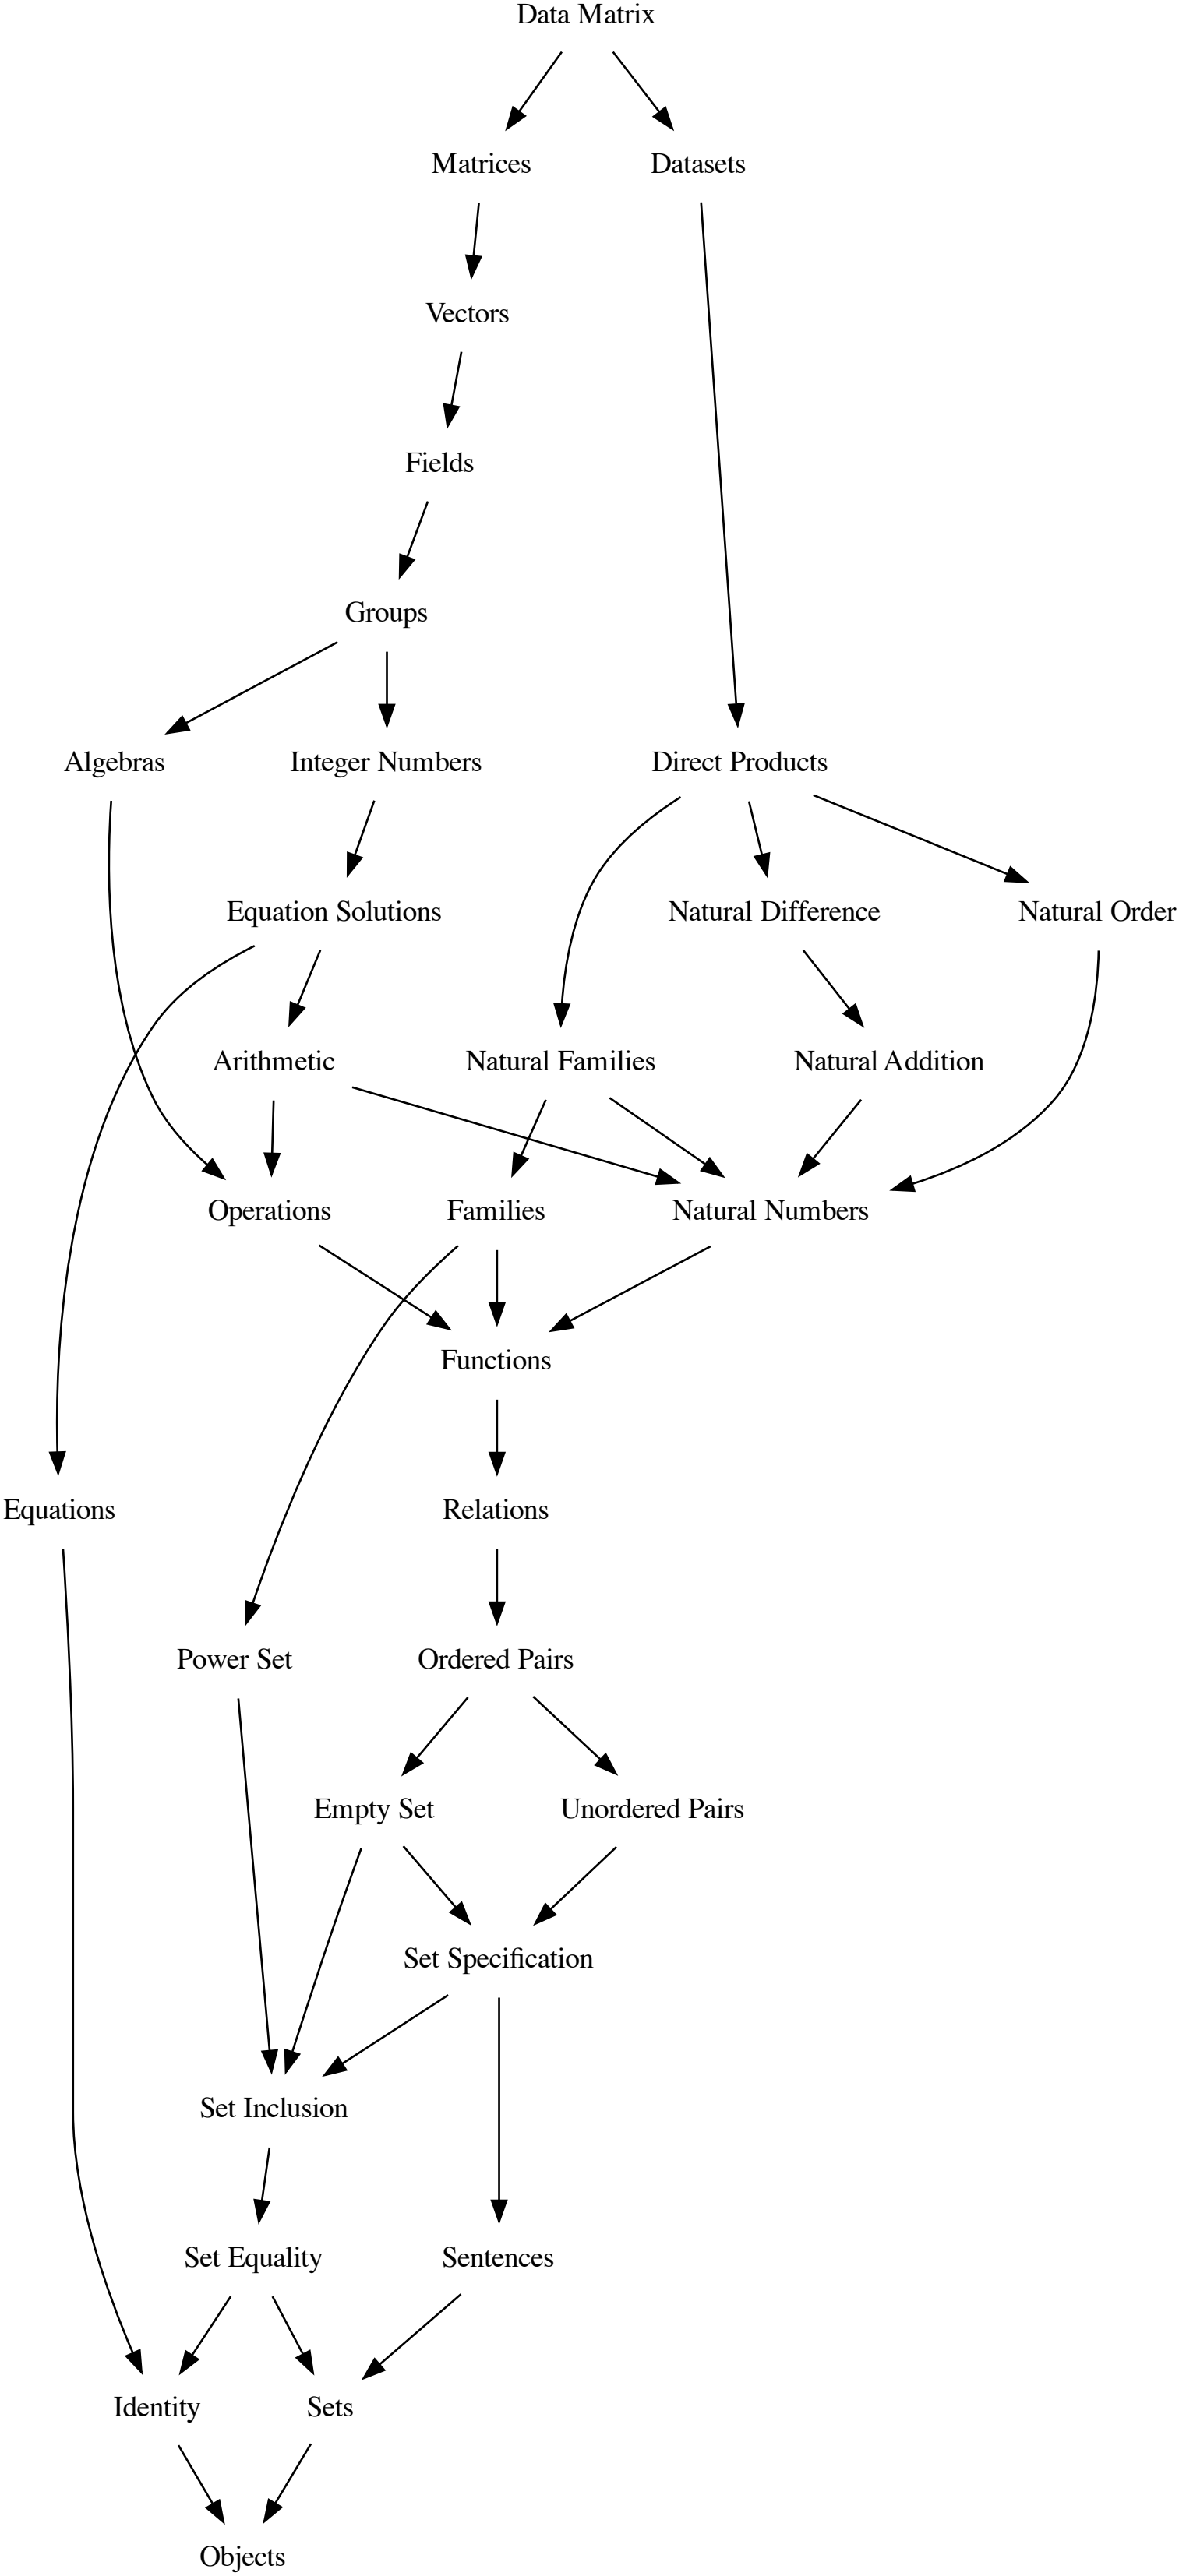 Data Matrix
Matrices
Datasets
Vectors
Fields
Groups
Algebras
Integer Numbers
Direct Products
Equation Solutions
Natural Difference
Natural Order
Arithmetic
Natural Families
Natural Addition
Operations
Families
Natural Numbers
Functions
Equations
Relations
Power Set
Ordered Pairs
Empty Set
Unordered Pairs
Set Specification
Set Inclusion
Set Equality
Sentences
Identity
Sets
Objects